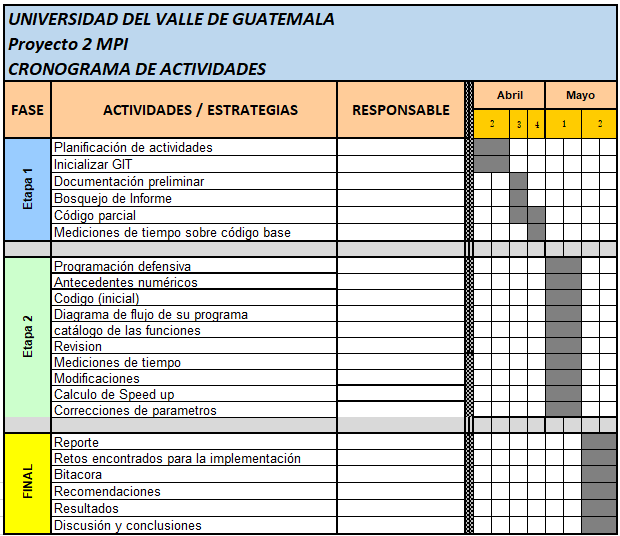 UNIVERSIDAD DEL VALLE DE GUATEMALA
Proyecto 2 MPI
CRONOGRAMA DE ACTIVIDADES
FASE ACTIVIDADES / ESTRATEGIAS RESPONSABLE Abril Mayo
2 3 4 1 2
Etapa 1
Planificación de actividades
Inicializar GIT
Documentación preliminar
Bosquejo de Informe
Código parcial
Mediciones de tiempo sobre código base
Etapa 2
Programación defensiva
Antecedentes numéricos
Codigo (inicial)
Diagrama de flujo de su programa
catálogo de las funciones
Revision
Mediciones de tiempo
Modificaciones
Calculo de Speed up
Correcciones de parametros
FINAL
Reporte
Retos encontrados para la implementación
Bitacora
Recomendaciones
Resultados
Discusión y conclusiones